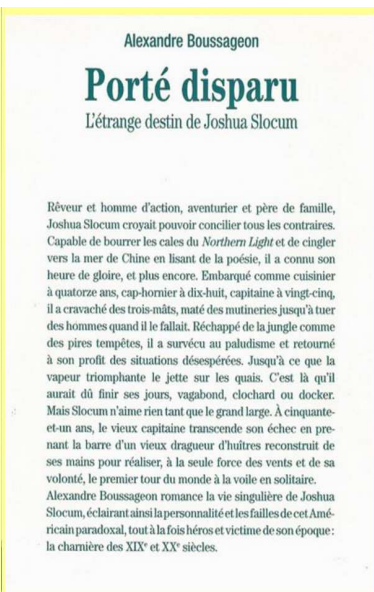 Alexandre Boussageon
Porté disparu
L'étrange destin de Joshua Slocum
Rêveur et homme d'action, aventurier et père de famille,
Joshua Slocum croyait pouvoir concilier tous les contraires.
Capable de bourrer les cales du Northern Light et de cingler
vers la mer de Chine en lisant de la poésie, il a connu son
heure de gloire, et plus encore. Embarqué comme cuisinier
à quatorze ans, cap-hornier à dix-huit, capitaine à vingt-cinq,
il a cravaché des trois-mâts, maté des mutineries jusqu'à tuer
des hommes quand il le fallait. Réchappé de la jungle comme
des pires tempêtes, il a survécu au paludisme et retourné
à son profit des situations désespérées. Jusqu'à ce que la
vapeur triomphante le jette sur les quais. C'est là qu'il
aurait dû finir ses jours, vagabond, clochard ou docker.
Mais Slocum n'aime rien tant que le grand large. À cinquante-
et-un ans, le vieux capitaine transcende son échec en pre-
nant la barre d'un vieux dragueur d'huîtres reconstruit de
ses mains pour réaliser, à la seule force des vents et de sa
volonté, le premier tour du monde à la voile en solitaire.
Alexandre Boussageon romance la vie singulière de Joshua
Slocum, éclairant ainsi la personnalité et les failles de cet Amé-
ricain paradoxal, tout à la fois héros et victime de son époque :
la charnière des XIXe et XXe siècles.